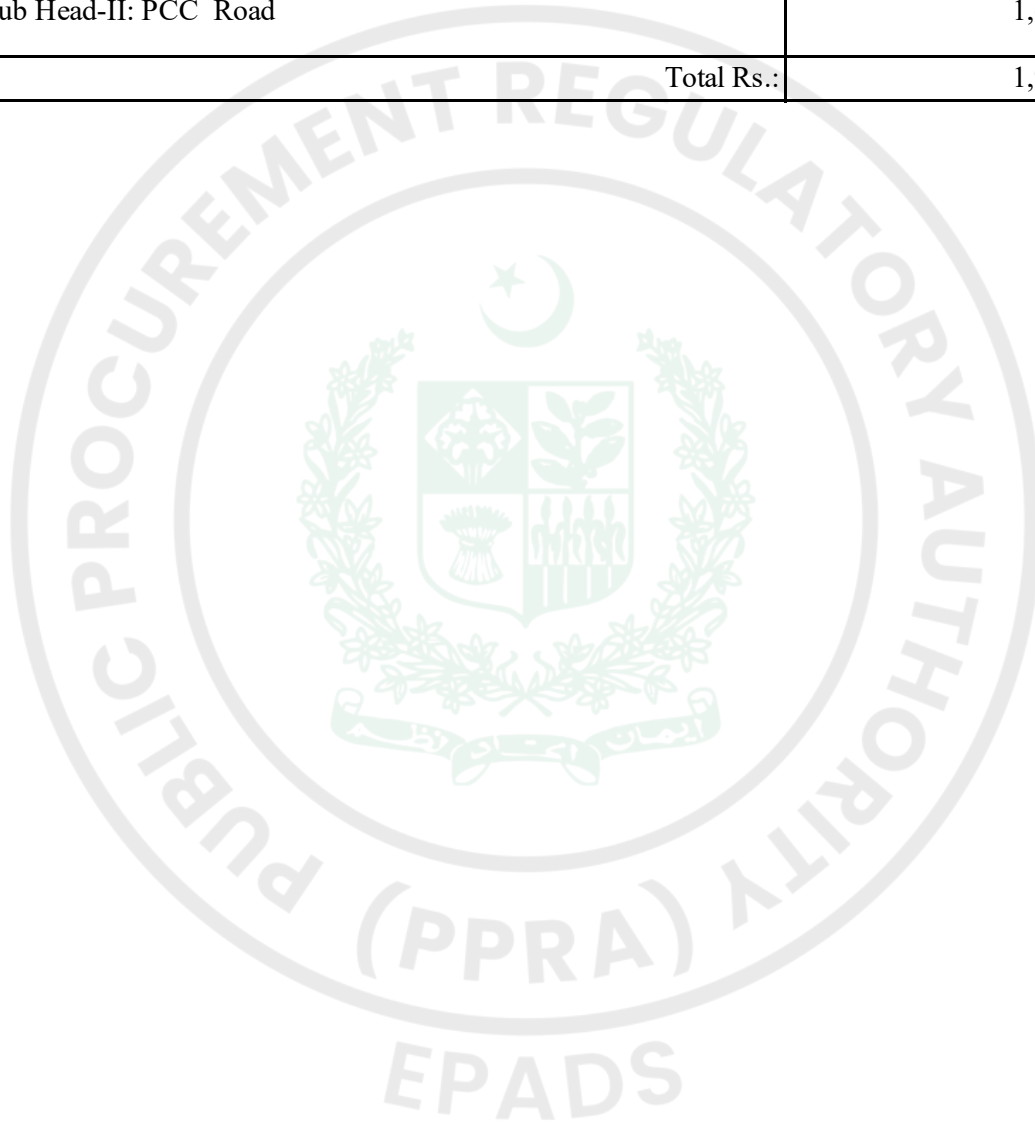 ub Head-II: PCC Road 1,
Total Rs.: 1,
PUBLIC PROCUREMENT REGULATORY AUTHORITY
(PPRA)
EPADS